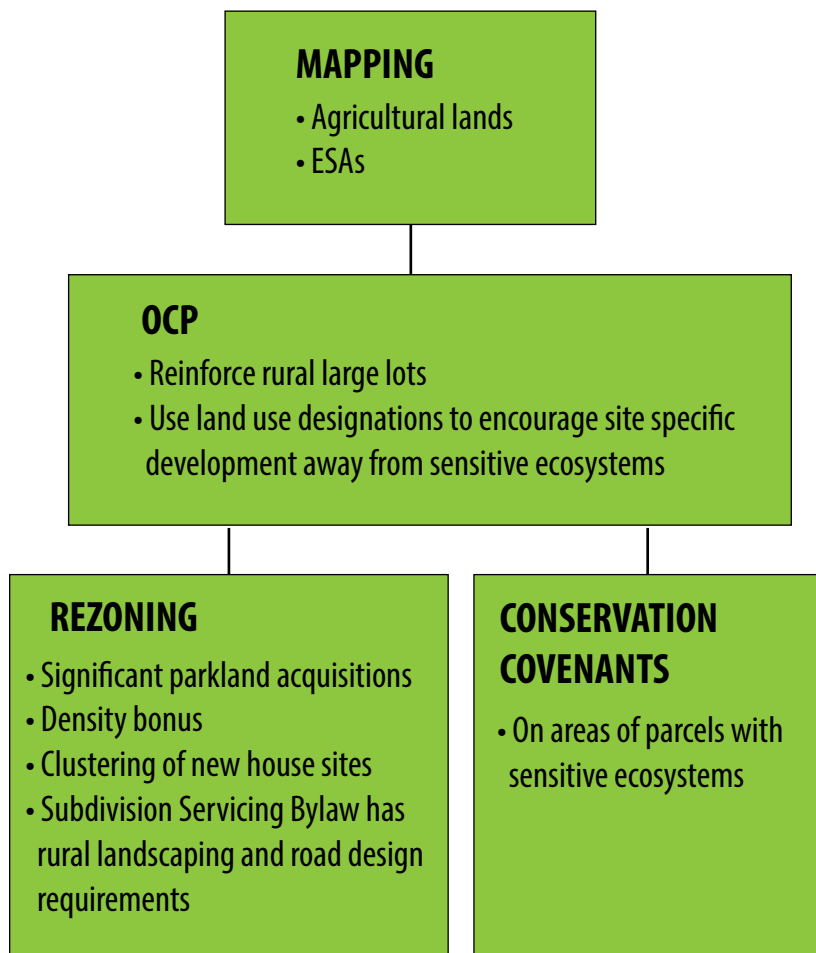 MAPPING
• Agricultural lands
• ESAs
OCP
• Reinforce rural large lots
• Use land use designations to encourage site specific
development away from sensitive ecosystems
REZONING
• Significant parkland acquisitions
• Density bonus
• Clustering of new house sites
• Subdivision Servicing Bylaw has
rural landscaping and road design
requirements
CONSERVATION
COVENANTS
• On areas of parcels with
sensitive ecosystems